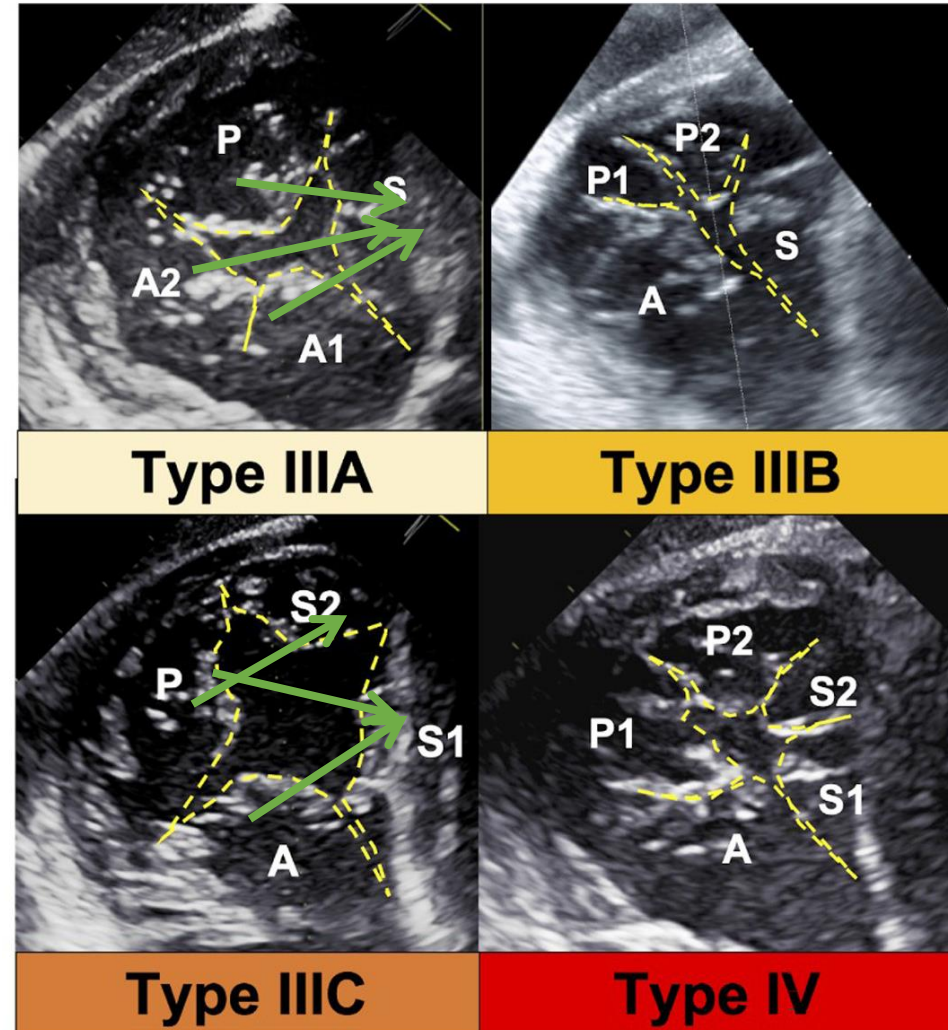 P
S
A2
A1
P2
P1
S
A
Type IIIA
Type IIIB
S2
P
S1
A
P2
S2
P1
S1
A
Type IIIC
Type IV